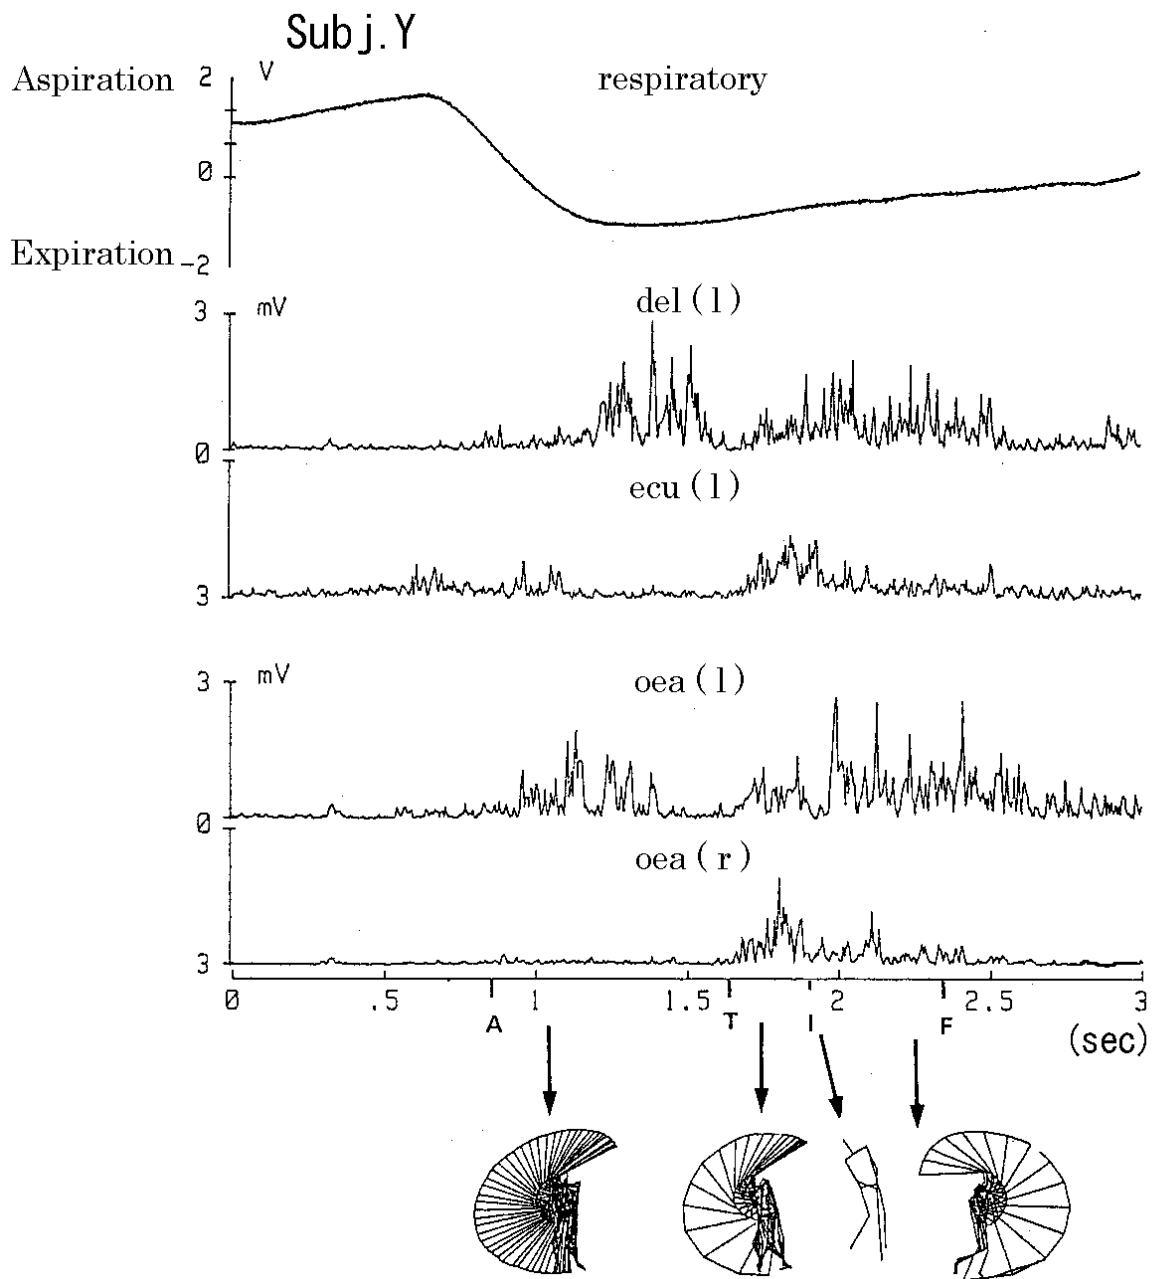 Subj.Y
Aspiration 2 V respiratory
0
Expiration -2
3 mV del (l)
0
ecu (l)
3
3 mV oea (l)
0
oea (r)
3
0 .5 1 1.5 2 2.5 3
A T I F
(sec)